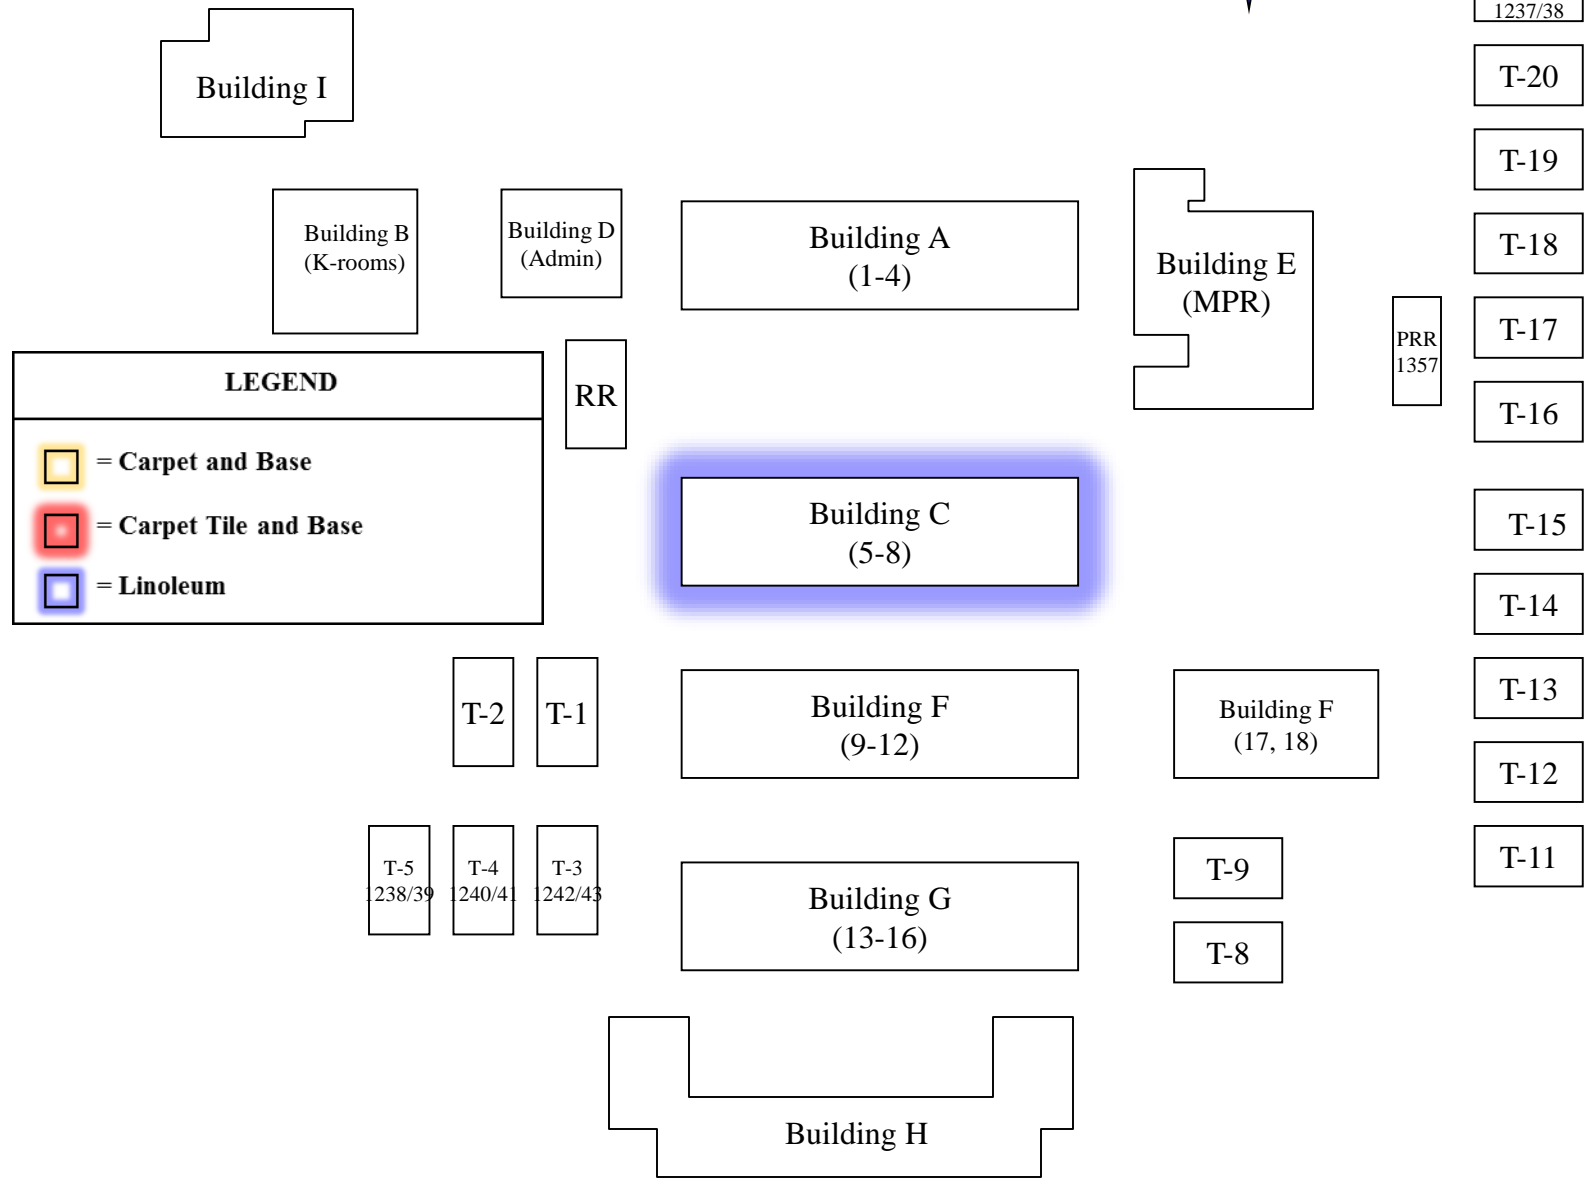 1237/38
T-20
Building I
T-19
Building B
(K-rooms)
Building D
(Admin)
Building A
(1-4)
Building E
(MPR)
T-18
PRR
1357
T-17
LEGEND
RR
T-16
= Carpet and Base
= Carpet Tile and Base
= Linoleum
Building C
(5-8)
T-15
T-14
T-2
T-1
Building F
(9-12)
Building F
(17, 18)
T-13
T-12
T-5
1238/39
T-4
1240/41
T-3
1242/43
Building G
(13-16)
T-9
T-11
T-8
Building H